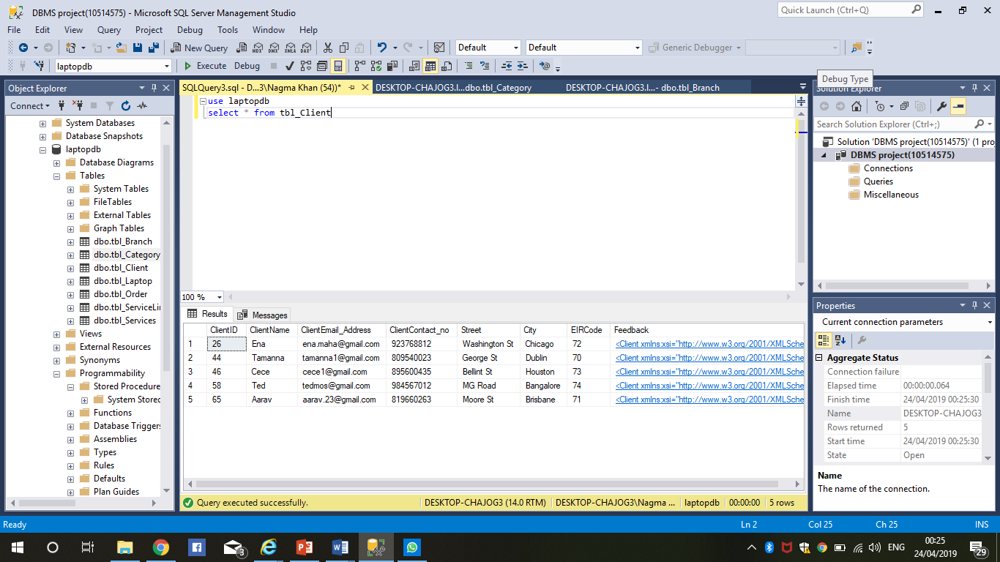 DBMS project(10514575) - Microsoft SQL Server Management Studio
Quick Launch (Ctrl+Q)
File Edit View Query Project Debug Tools Window Help
New Query MDX DMX XMLA DAX Default Default Generic Debugger
laptopdb Execute Debug
Debug Type
Object Explorer
Connect
System Databases
Database Snapshots
laptopdb
Database Diagrams
Tables
System Tables
FileTables
External Tables
Graph Tables
dbo.tbl_Branch
dbo.tbl_Category
dbo.tbl_Client
dbo.tbl_Laptop
dbo.tbl_Order
dbo.tbl_ServiceLi
dbo.tbl_Services
Views
External Resources
Synonyms
Programmability
Stored Procedure
System Stored
Functions
Database Triggers
Assemblies
Types
Rules
Defaults
Plan Guides
SQLQuery3.sql - D...3\Nagma Khan (54))* DESKTOP-CHAJOG3.l...dbo.tbl_Category DESKTOP-CHAJOG3.l...- dbo.tbl_Branch
use laptopdb
select * from tbl_Client
100 %
Results Messages
ClientID ClientName ClientEmail_Address ClientContact_no Street City EIRCode Feedback
1 26 Ena ena.maha@gmail.com 923768812 Washington St Chicago 72 <Client xmlns:xsi="http://www.w3.org/2001/XMLSche
2 44 Tamanna tamanna1@gmail.com 809540023 George St Dublin 70 <Client xmlns:xsi="http://www.w3.org/2001/XMLSche
3 46 Cece cece1@gmail.com 895600435 Bellint St Houston 73 <Client xmlns:xsi="http://www.w3.org/2001/XMLSche
4 58 Ted tedmos@gmail.com 984567012 MG Road Bangalore 74 <Client xmlns:xsi="http://www.w3.org/2001/XMLSche
5 65 Aarav aarav.23@gmail.com 819660263 Moore St Brisbane 71 <Client xmlns:xsi="http://www.w3.org/2001/XMLSche
Query executed successfully. DESKTOP-CHAJOG3 (14.0 RTM) DESKTOP-CHAJOG3\Nagma ... laptopdb 00:00:00 5 rows
Solution Explorer
Search Solution Explorer (Ctrl+;)
Solution 'DBMS project(10514575)' (1 pro
DBMS project(10514575)
Connections
Queries
Miscellaneous
Properties
Current connection parameters
Aggregate Status
Connection failure
Elapsed time 00:00:00.064
Finish time 24/04/2019 00:25:30
Name DESKTOP-CHAJOG3
Rows returned 5
Start time 24/04/2019 00:25:30
State Open
Name
The name of the connection.
Ready Ln 2 Col 25 Ch 25 INS
3 ENG 00:25
24/04/2019 29